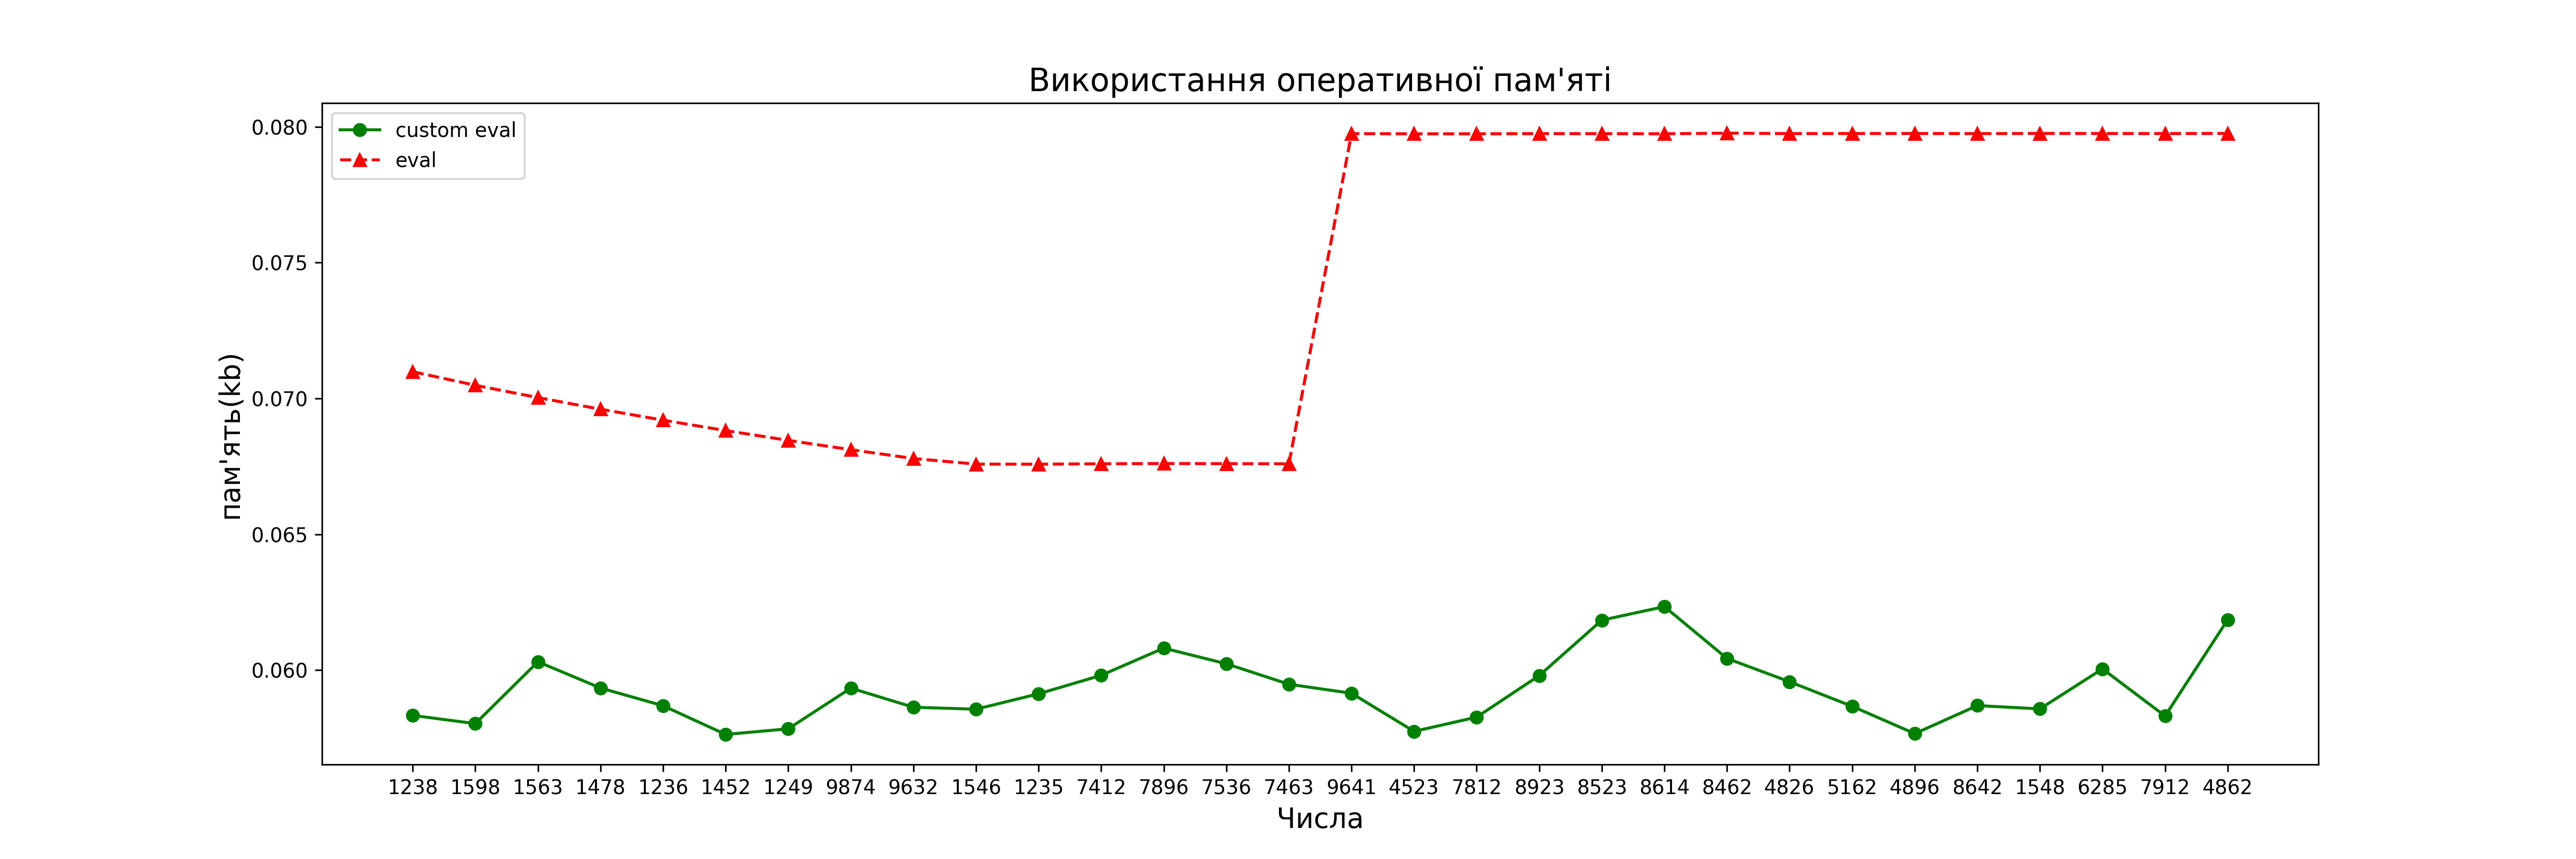 Використання оперативної пам'яті
custom eval
eval
0.080
0.075
0.070
0.065
0.060
пам'ять(kb)
1238 1598 1563 1478 1236 1452 1249 9874 9632 1546 1235 7412 7896 7536 7463 9641 4523 7812 8923 8523 8614 8462 4826 5162 4896 8642 1548 6285 7912 4862
Числа